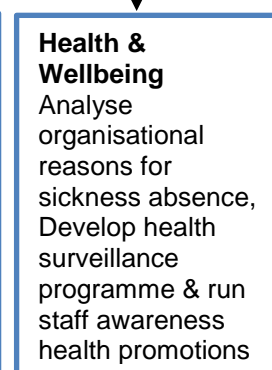 Health &
Wellbeing
Analyse
organisational
reasons for
sickness absence,
Develop health
surveillance
programme & run
staff awareness
health promotions